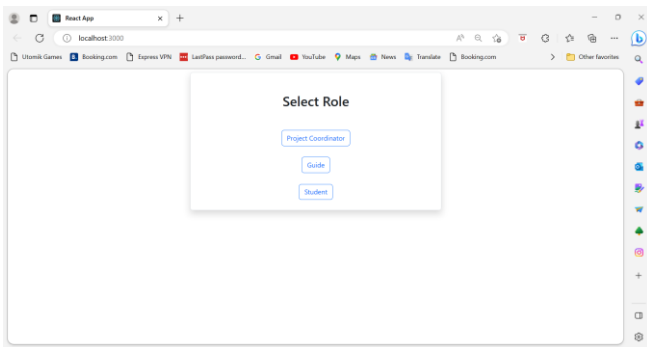 React App
localhost:3000
Utomik Games Booking.com Express VPN LastPass password... Gmail YouTube Maps News Translate Booking.com Other favorites
Select Role
Project Coordinator
Guide
Student